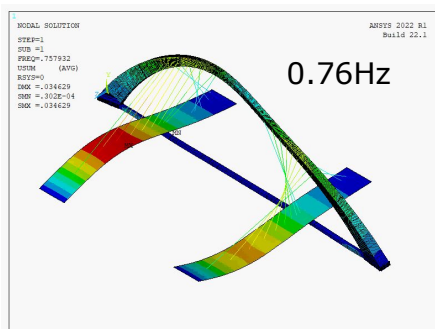 1
NODAL SOLUTION
STEP=1
SUB =1
FREQ=.757932
USUM (AVG)
RSYS=0
DMX =.034629
SMN =.302E-04
SMX =.034629
ANSYS 2022 R1
Build 22.1
0.76Hz